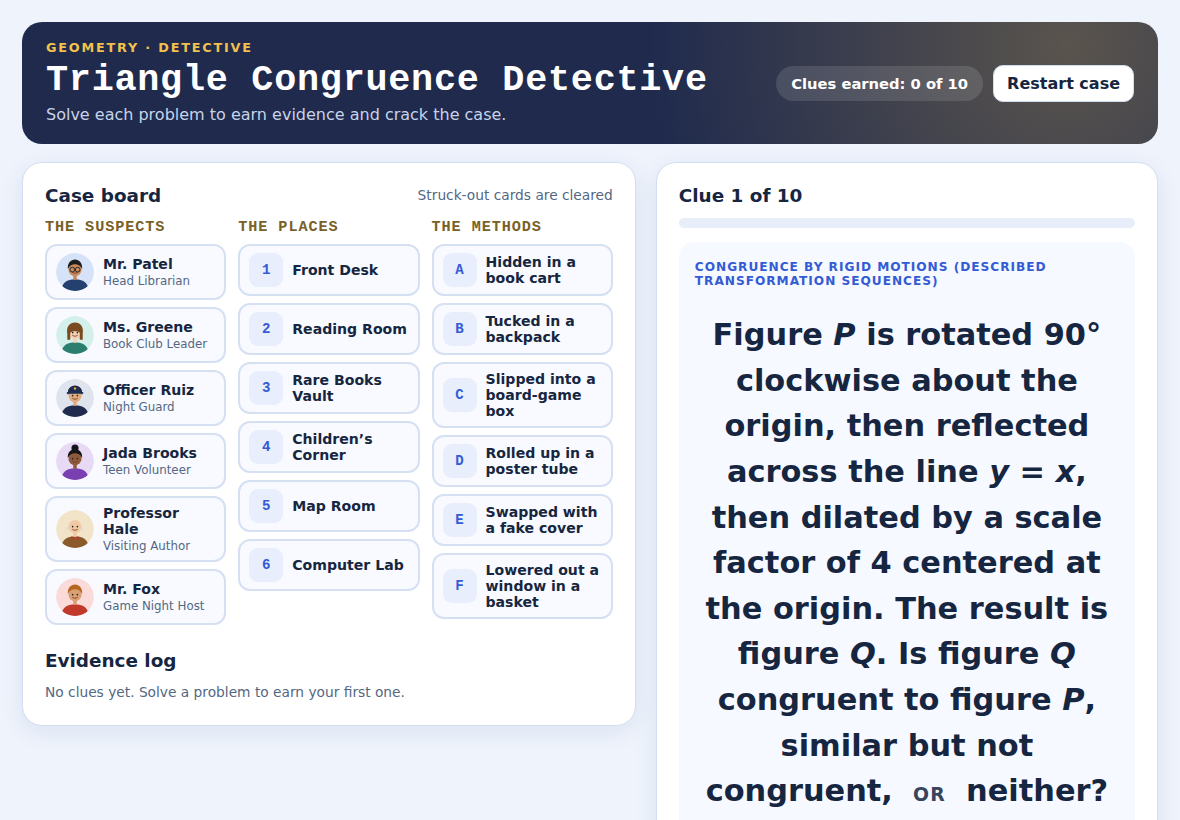 GEOMETRY · DETECTIVE
Triangle Congruence Detective
Solve each problem to earn evidence and crack the case.
Clues earned: 0 of 10
Restart case
Case board
Struck-out cards are cleared
THE SUSPECTS
Mr. Patel
Head Librarian
Ms. Greene
Book Club Leader
Officer Ruiz
Night Guard
Jada Brooks
Teen Volunteer
Professor
Hale
Visiting Author
Mr. Fox
Game Night Host
THE PLACES
1 Front Desk
2 Reading Room
3 Rare Books
Vault
4 Children’s
Corner
5 Map Room
6 Computer Lab
THE METHODS
A Hidden in a
book cart
B Tucked in a
backpack
C Slipped into a
board-game
box
D Rolled up in a
poster tube
E Swapped with
a fake cover
F Lowered out a
window in a
basket
Evidence log
No clues yet. Solve a problem to earn your first one.
Clue 1 of 10
CONGRUENCE BY RIGID MOTIONS (DESCRIBED
TRANSFORMATION SEQUENCES)
Figure P is rotated 90°
clockwise about the
origin, then reflected
across the line y = x,
then dilated by a scale
factor of 4 centered at
the origin. The result is
figure Q. Is figure Q
congruent to figure P,
similar but not
congruent, OR neither?